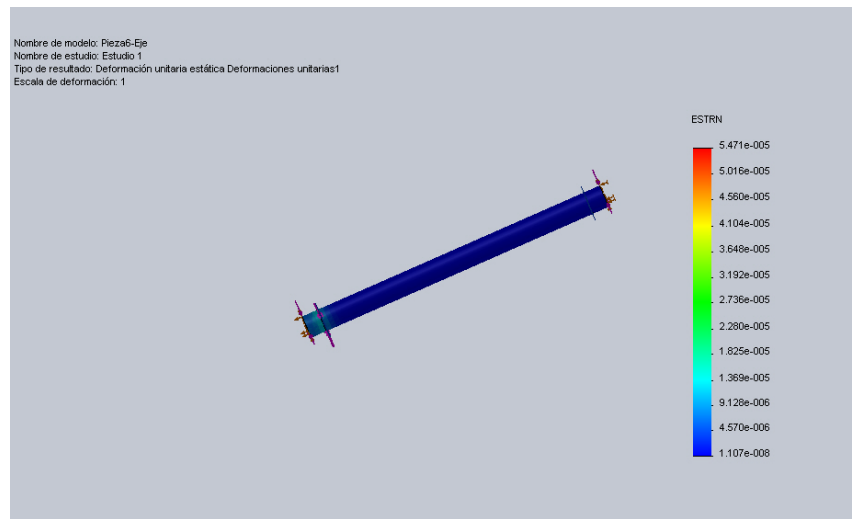 Nombre de modelo: Pieza6-Eje
Nombre de estudio: Estudio 1
Tipo de resultado: Deformación unitaria estática Deformaciones unitarias1
Escala de deformación: 1
ESTRN
5.471e-005
5.016e-005
4.560e-005
4.104e-005
3.648e-005
3.192e-005
2.736e-005
2.280e-005
1.825e-005
1.369e-005
9.128e-006
4.570e-006
1.107e-008